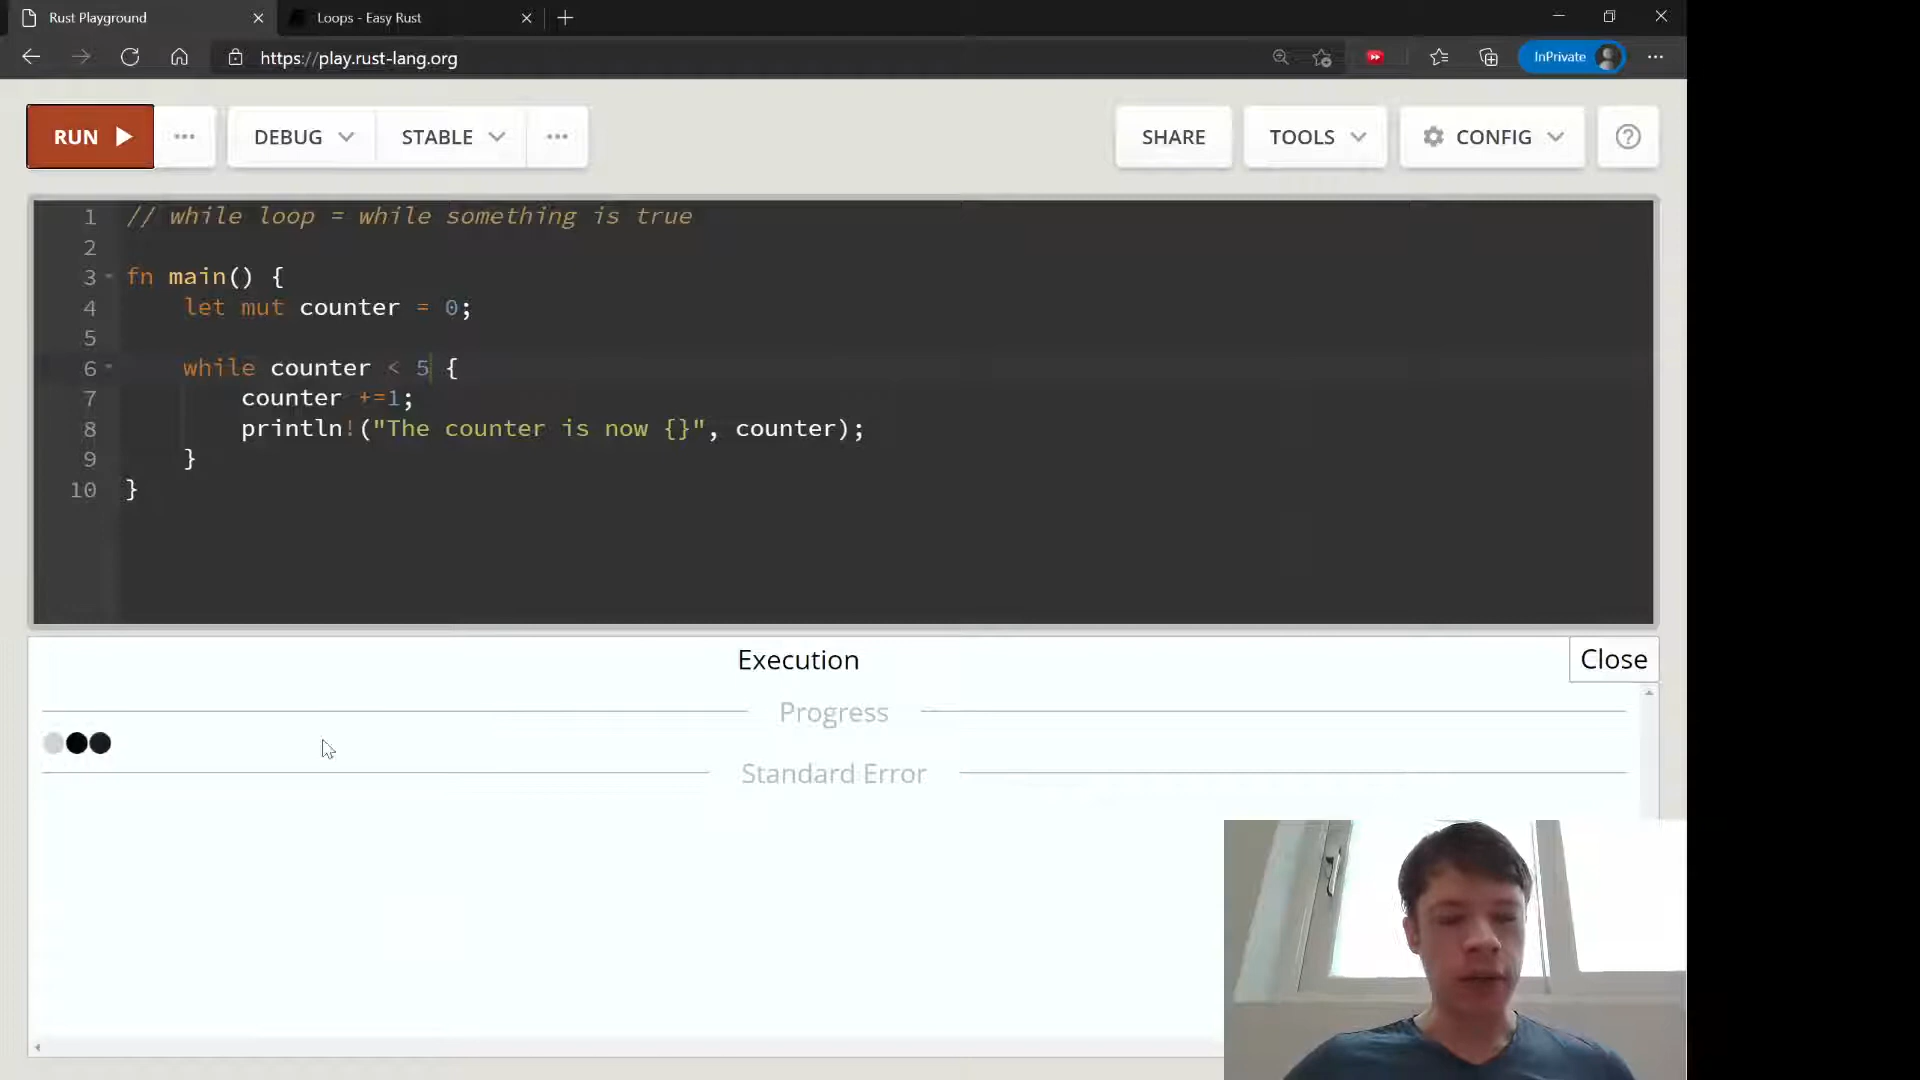 Rust Playground
Loops - Easy Rust
https://play.rust-lang.org
InPrivate
RUN
DEBUG
STABLE
SHARE
TOOLS
CONFIG
1 // while loop = while something is true
2
3 fn main() {
4 let mut counter = 0;
5
6 while counter < 5 {
7 counter +=1;
8 println!("The counter is now {}", counter);
9 }
10 }
Execution
Close
Progress
Standard Error